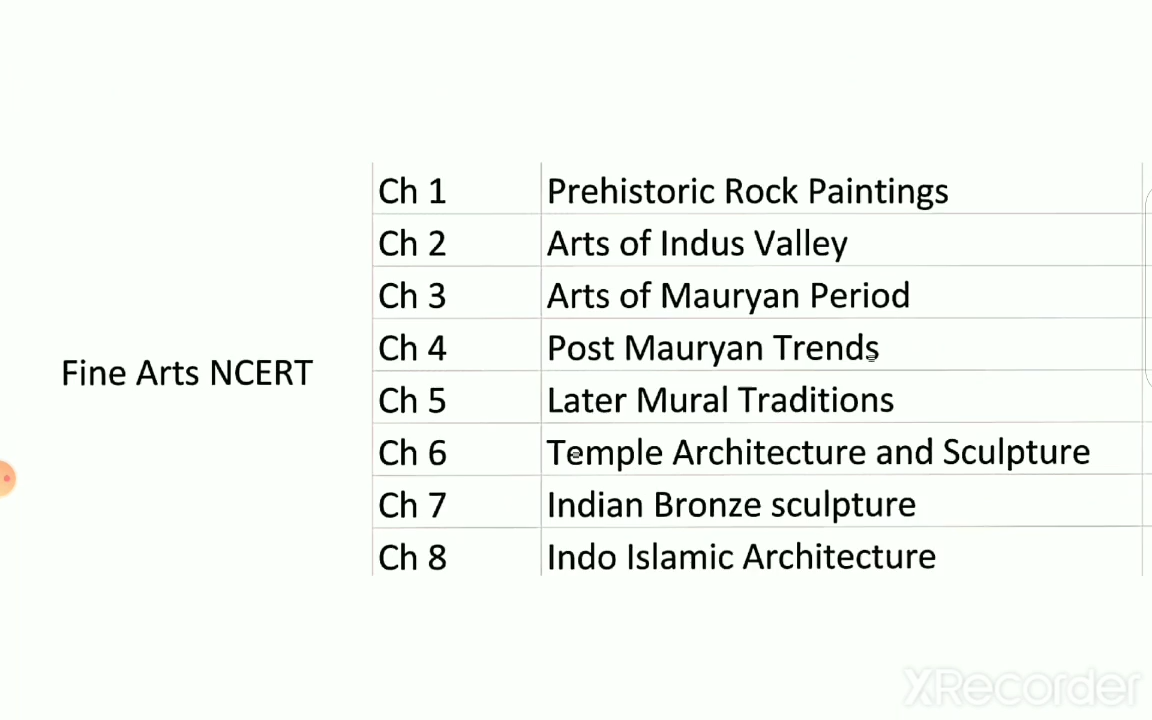 Ch 1 Prehistoric Rock Paintings
Ch 2 Arts of Indus Valley
Ch 3 Arts of Mauryan Period
Ch 4 Post Mauryan Trends
Fine Arts NCERT
Ch 5 Later Mural Traditions
Ch 6 Temple Architecture and Sculpture
Ch 7 Indian Bronze sculpture
Ch 8 Indo Islamic Architecture
XRecorder